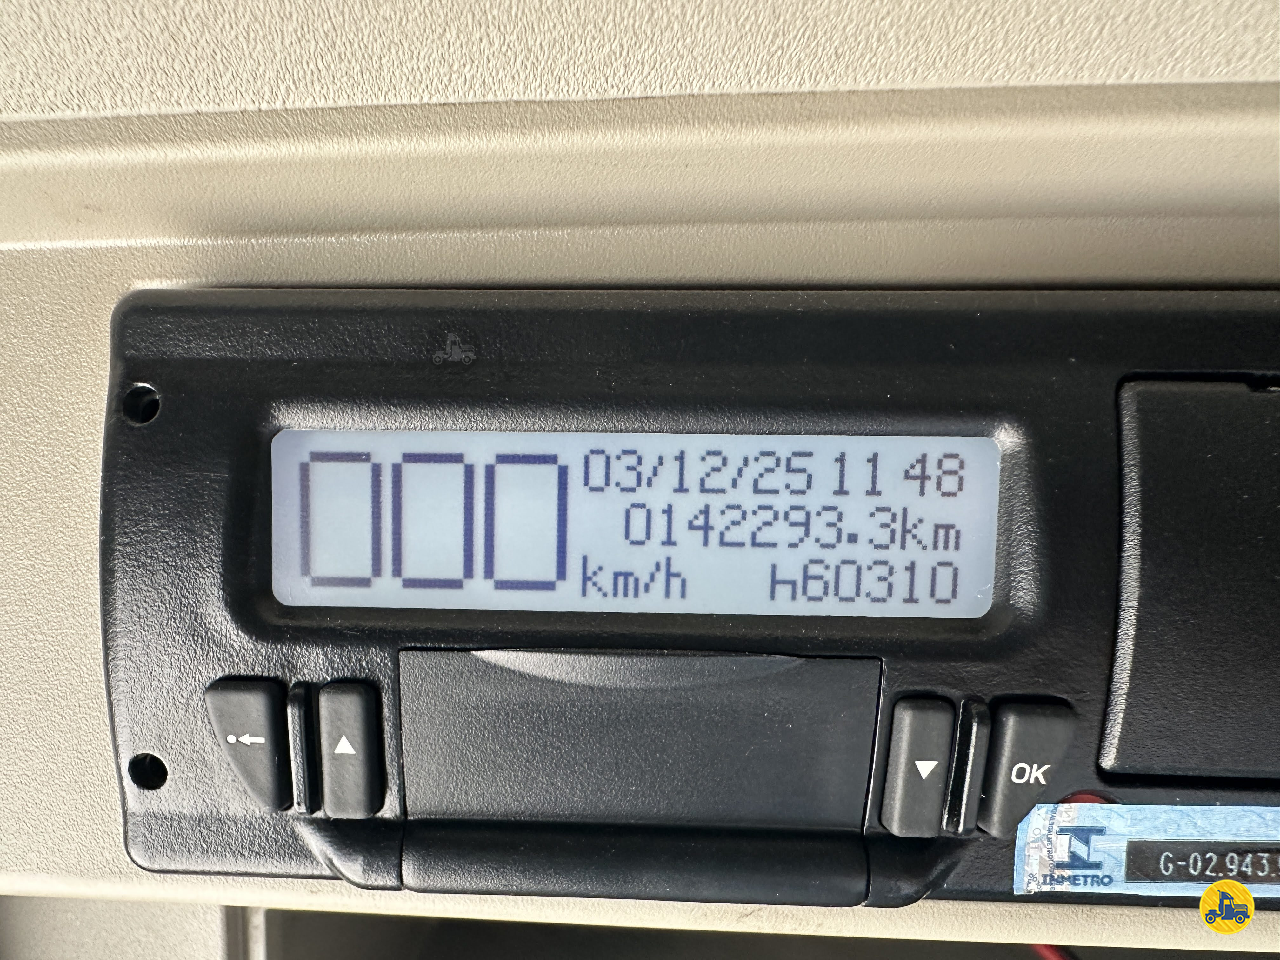 000
03/12/25 11 48
0142293.3km
km/h h60310
OK
INMETRO
G-02.943.